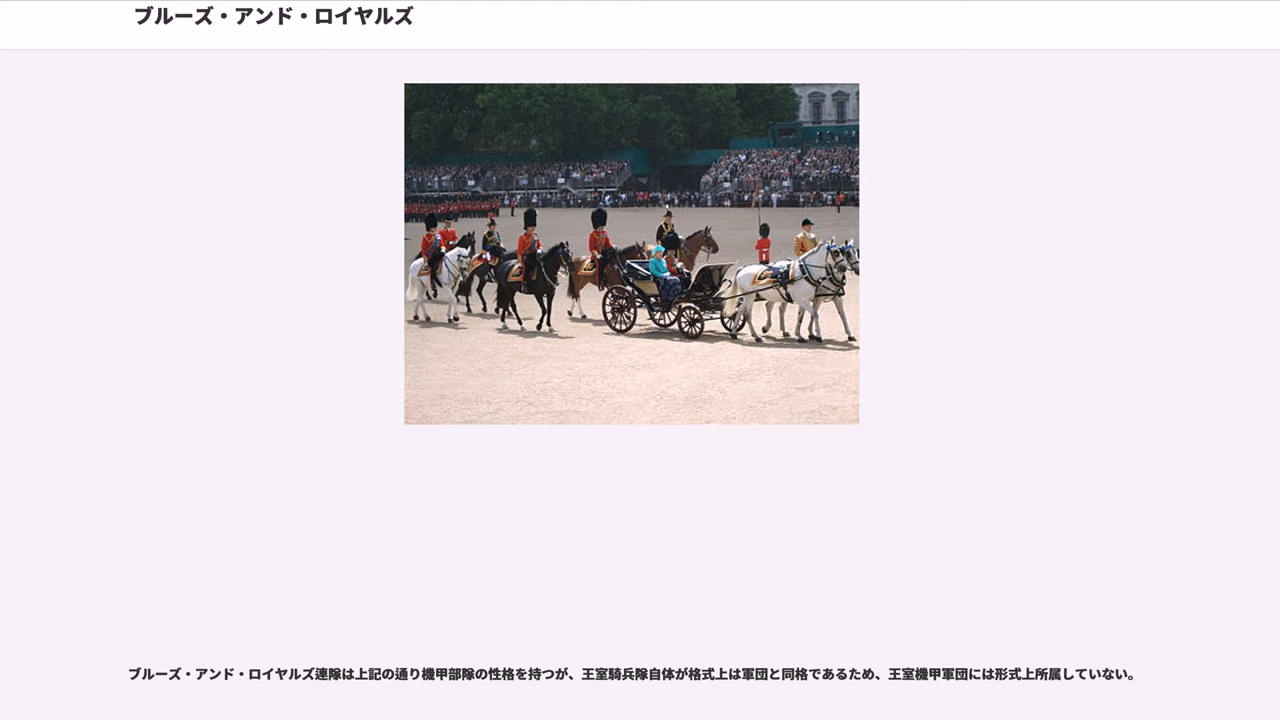 ブルーズ・アンド・ロイヤルズ
ブルーズ・アンド・ロイヤルズ連隊は上記の通り機甲部隊の性格を持つが、王室騎兵隊自体が格式上は軍団と同格であるため、王室機甲軍団には形式上所属していない。